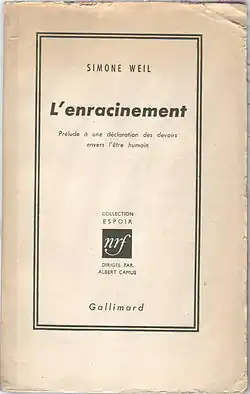 SIMONE WEIL
L'enracinement
Prélude à une déclaration des devoirs
envers l'être humain
COLLECTION
ESPOIR
nrf
DIRIGÉE PAR
ALBERT CAMUS
Gallimard